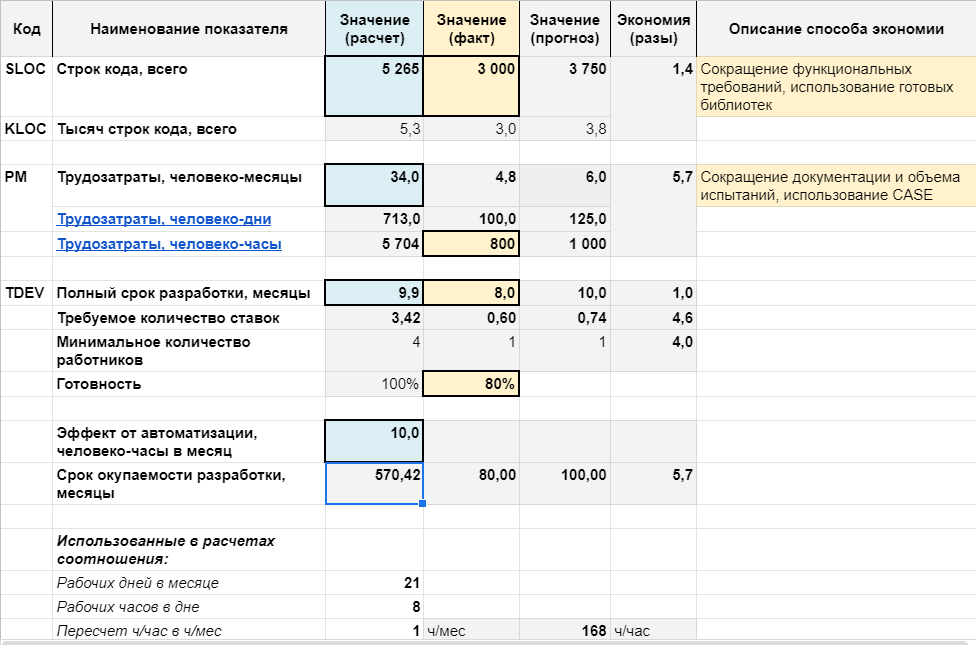 Код Наименование показателя Значение (расчет) Значение (факт) Значение (прогноз) Экономия (разы) Описание способа экономии
SLOC Строк кода, всего 5 265 3 000 3 750 1,4 Сокращение функциональных
требований, использование готовых
библиотек
KLOC Тысяч строк кода, всего 5,3 3,0 3,8
PM Трудозатраты, человеко-месяцы 34,0 4,8 6,0 5,7 Сокращение документации и объема
испытаний, использование CASE
Трудозатраты, человеко-дни 713,0 100,0 125,0
Трудозатраты, человеко-часы 5 704 800 1 000
TDEV Полный срок разработки, месяцы 9,9 8,0 10,0 1,0
Требуемое количество ставок 3,42 0,60 0,74 4,6
Минимальное количество 4 1 1 4,0
работников
Готовность 100% 80%
Эффект от автоматизации, 10,0
человеко-часы в месяц
Срок окупаемости разработки, 570,42 80,00 100,00 5,7
месяцы
Использованные в расчетах
соотношения:
Рабочих дней в месяце 21
Рабочих часов в дне 8
Пересчет ч/час в ч/мес 1 ч/мес 168 ч/час